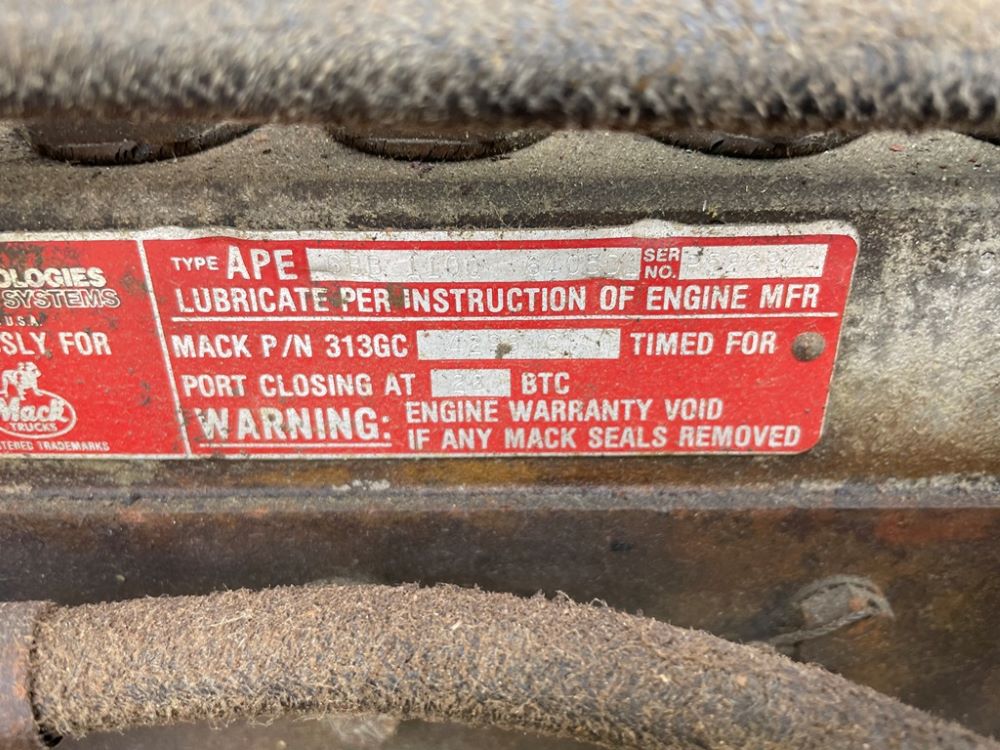 OLOGIES
SYSTEMS
U.S.A.
SLY FOR
Mack
TRUCKS
TERED TRADEMARKS
TYPE APE SER NO.
LUBRICATE PER INSTRUCTION OF ENGINE MFR
MACK P/N 313GC TIMED FOR
PORT CLOSING AT BTC
WARNING: ENGINE WARRANTY VOID
IF ANY MACK SEALS REMOVED